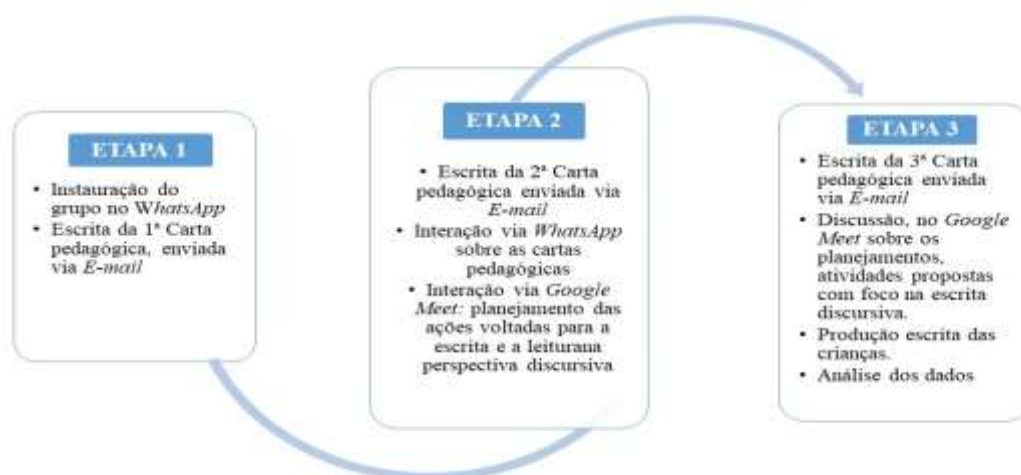 ETAPA 1
• Instauração do
grupo no WhatsApp
• Escrita da 1ª Carta
pedagógica, enviada
via E-mail
ETAPA 2
• Escrita da 2ª Carta
pedagógica enviada via
E-mail
• Interação via WhatsApp
sobre as cartas
pedagógicas
• Interação via Google
Meet: planejamento das
ações voltadas para a
escrita e a leiturana
perspectiva discursiva
ETAPA 3
• Escrita da 3ª Carta
pedagógica enviada via
E-mail
• Discussão, no Google
Meet sobre os
planejamentos,
atividades propostas
com foco na escrita
discursiva.
• Produção escrita das
crianças.
• Análise dos dados